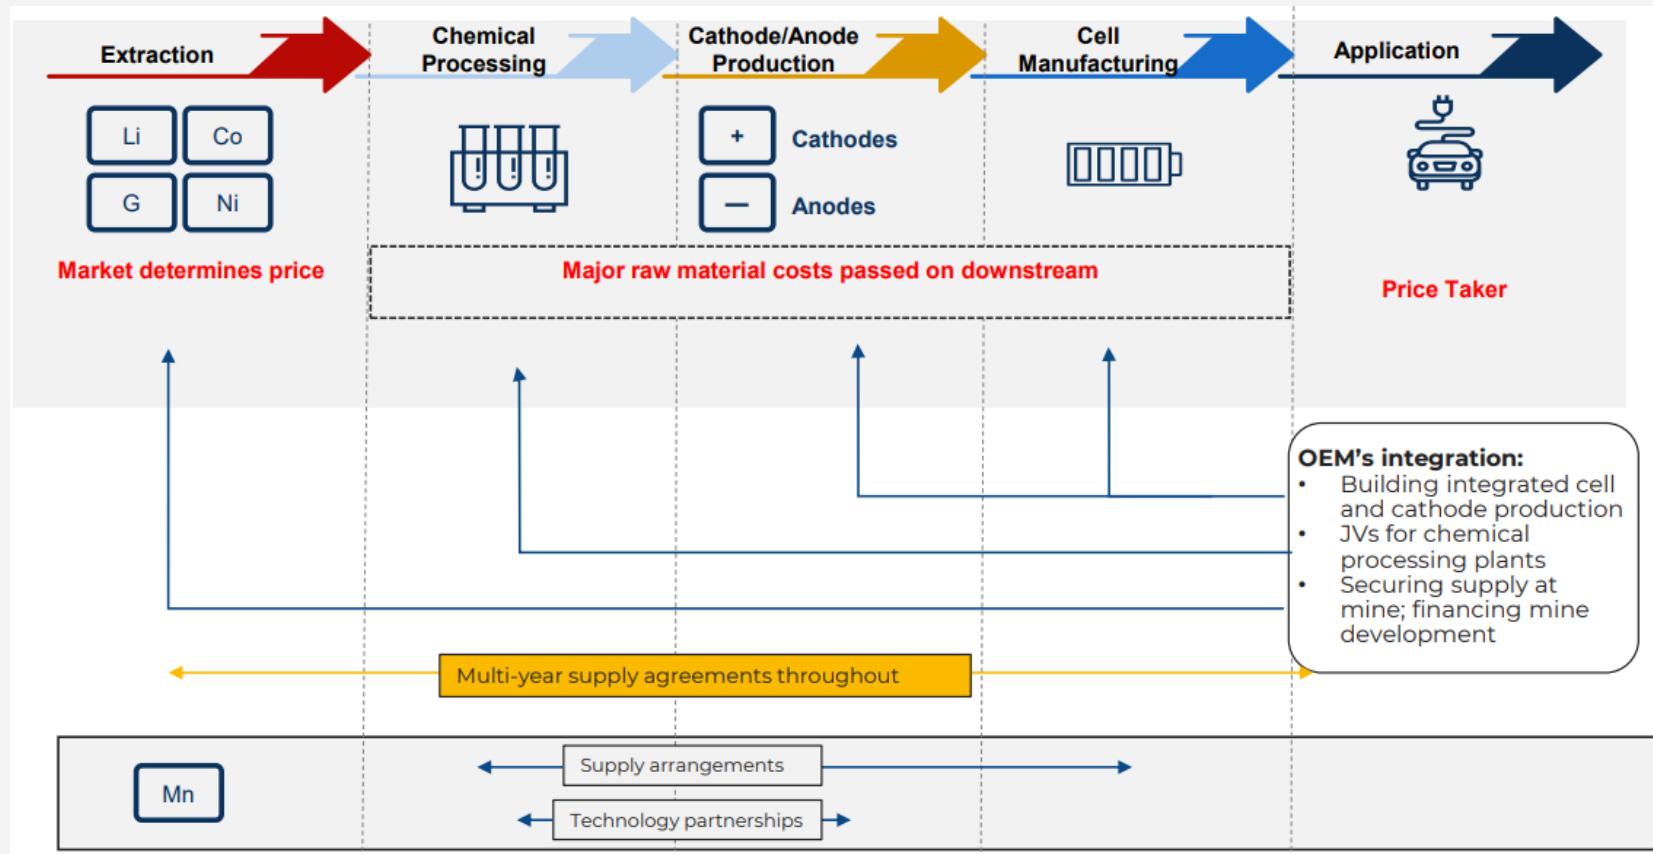 Extraction
Chemical
Processing
Cathode/Anode
Production
Cell
Manufacturing
Application
Li
Co
G
Ni
+
Cathodes
—
Anodes
Market determines price
Major raw material costs passed on downstream
Price Taker
OEM’s integration:
• Building integrated cell
and cathode production
• JVs for chemical
processing plants
• Securing supply at
mine; financing mine
development
Multi-year supply agreements throughout
Mn
Supply arrangements
Technology partnerships